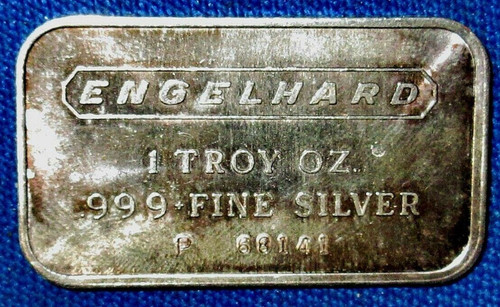 ENGELHARD
1 TROY OZ.
.999+ FINE SILVER
P 68141